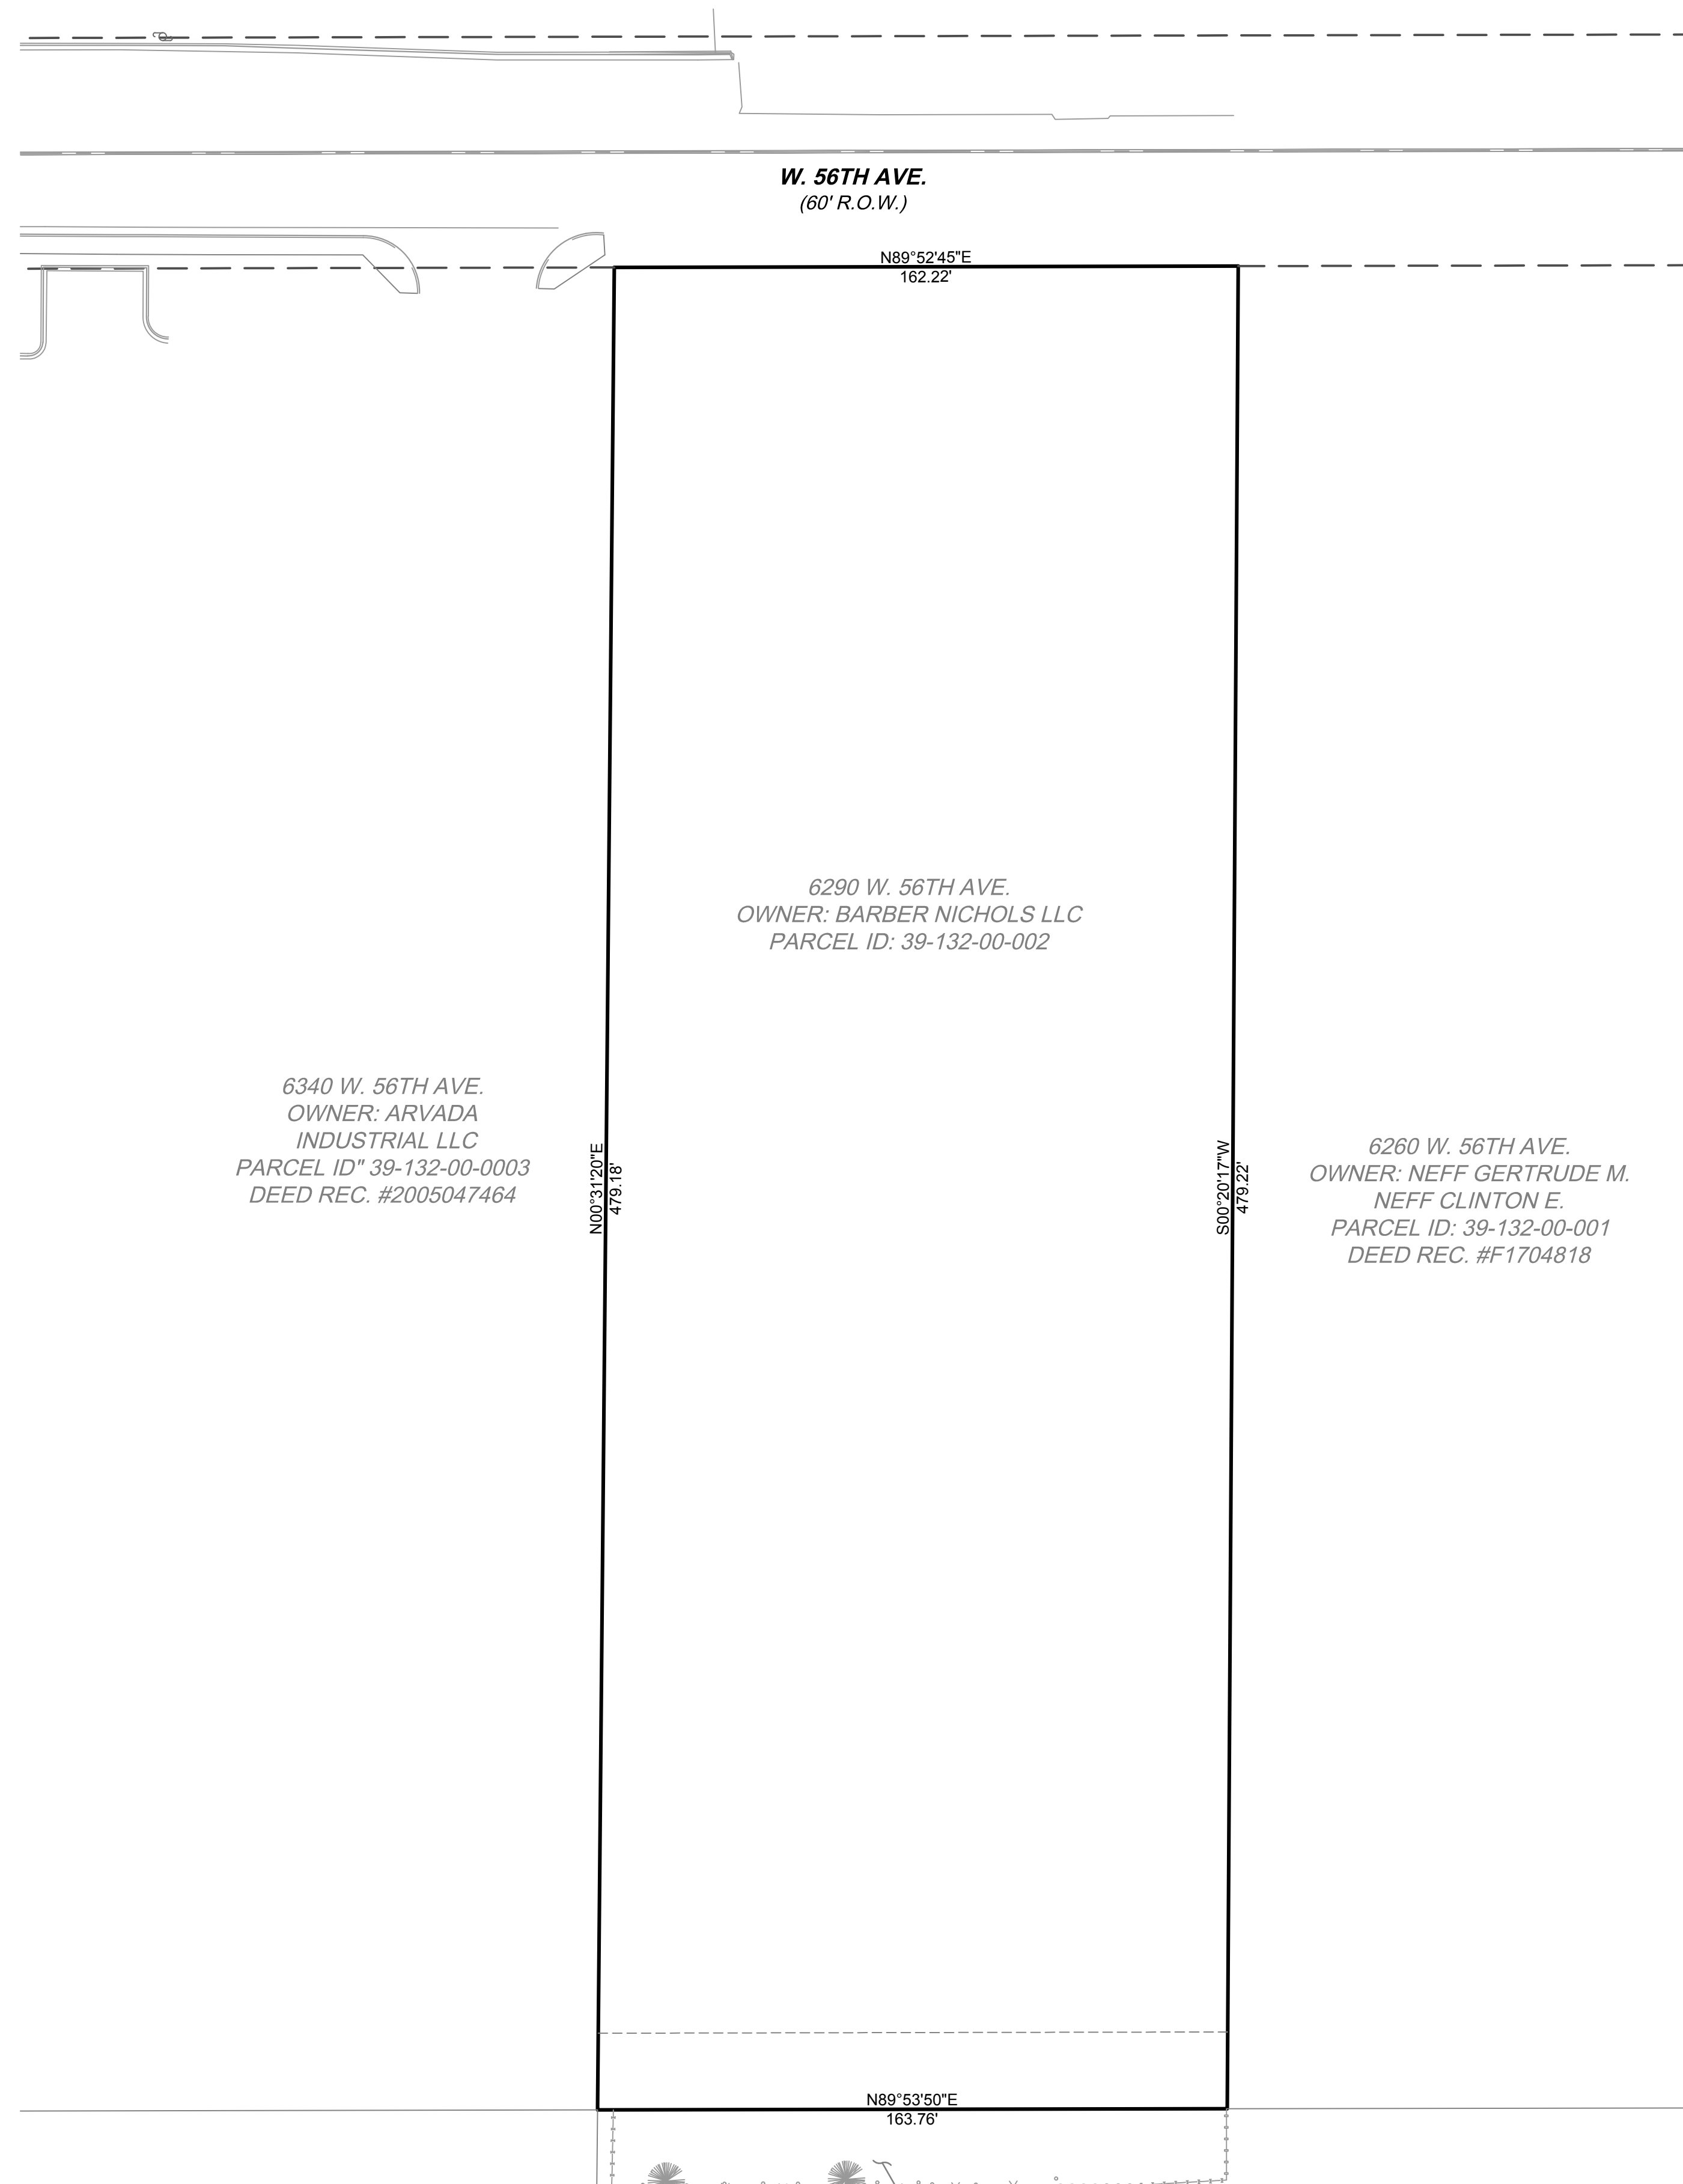 W. 56TH AVE.
(60' R.O.W.)
N89°52'45"E
162.22'
6290 W. 56TH AVE.
OWNER: BARBER NICHOLS LLC
PARCEL ID: 39-132-00-002
6340 W. 56TH AVE.
OWNER: ARVADA
INDUSTRIAL LLC
PARCEL ID" 39-132-00-0003
DEED REC. #2005047464
N00°31'20"E
479.18'
S00°20'17"W
479.22'
6260 W. 56TH AVE.
OWNER: NEFF GERTRUDE M.
NEFF CLINTON E.
PARCEL ID: 39-132-00-001
DEED REC. #F1704818
N89°53'50"E
163.76'